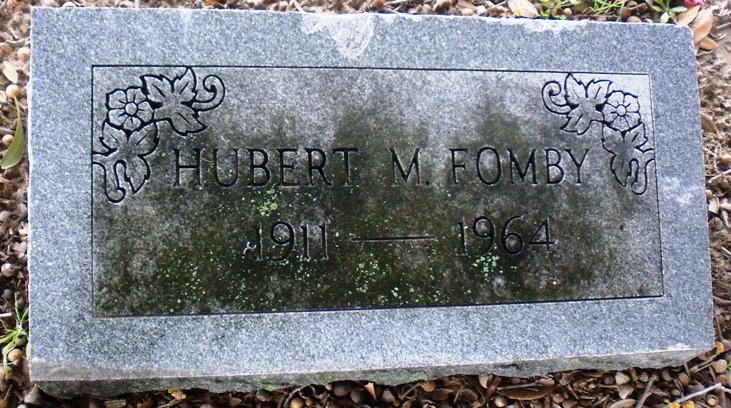 HUBERT M. FOMBY
1911 — 1964